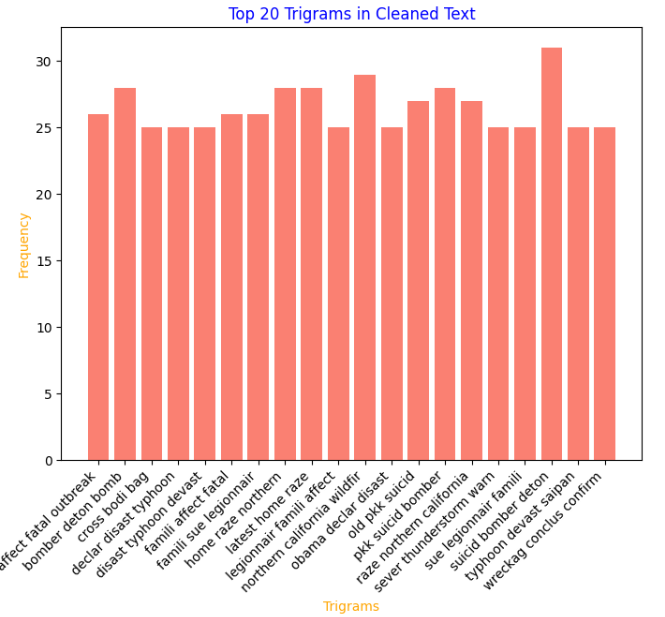 Top 20 Trigrams in Cleaned Text
30
25
20
15
10
5
0
Frequency
affect fatal outbreak
bomber deton bomb
cross bodi bag
declar disast typhoon
disast typhoon devast
famili affect fatal
famili sue legionnair
home raze northern
latest home raze
legionnair famili affect
northern california wildfir
obama declar disast
old pkk suicid
pkk suicid bomber
raze northern california
sever thunderstorm warn
sue legionnair famili
suicid bomber deton
typhoon devast saipan
wreckag conclus confirm
Trigrams